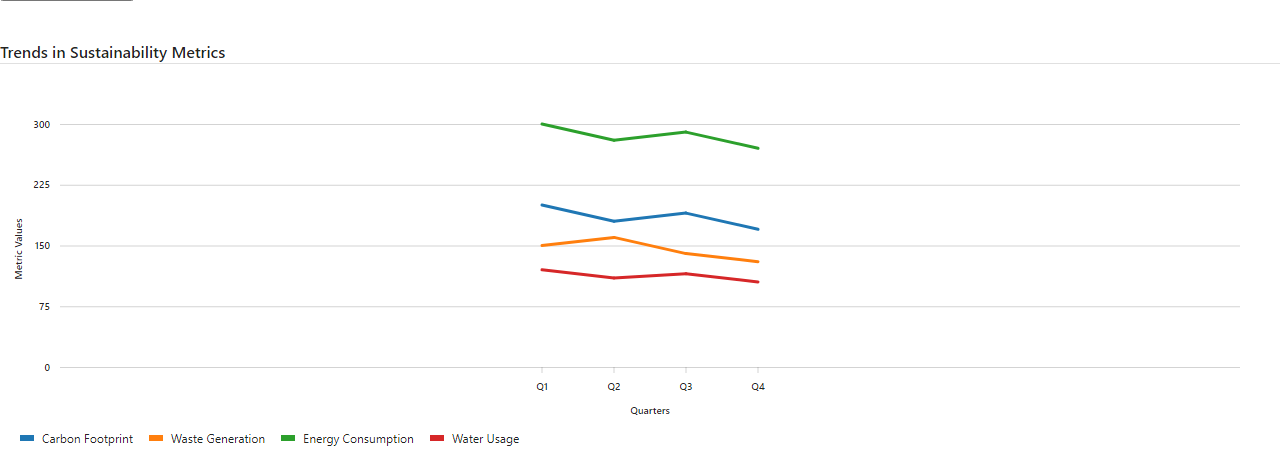 Trends in Sustainability Metrics
300
225
150
75
0
Metric Values
Q1 Q2 Q3 Q4
Quarters
Carbon Footprint Waste Generation Energy Consumption Water Usage